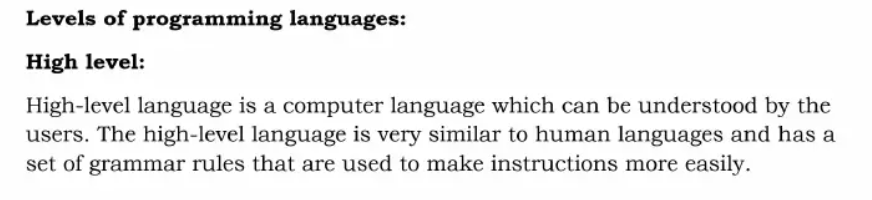 Levels of programming languages:
High level:
High-level language is a computer language which can be understood by the
users. The high-level language is very similar to human languages and has a
set of grammar rules that are used to make instructions more easily.